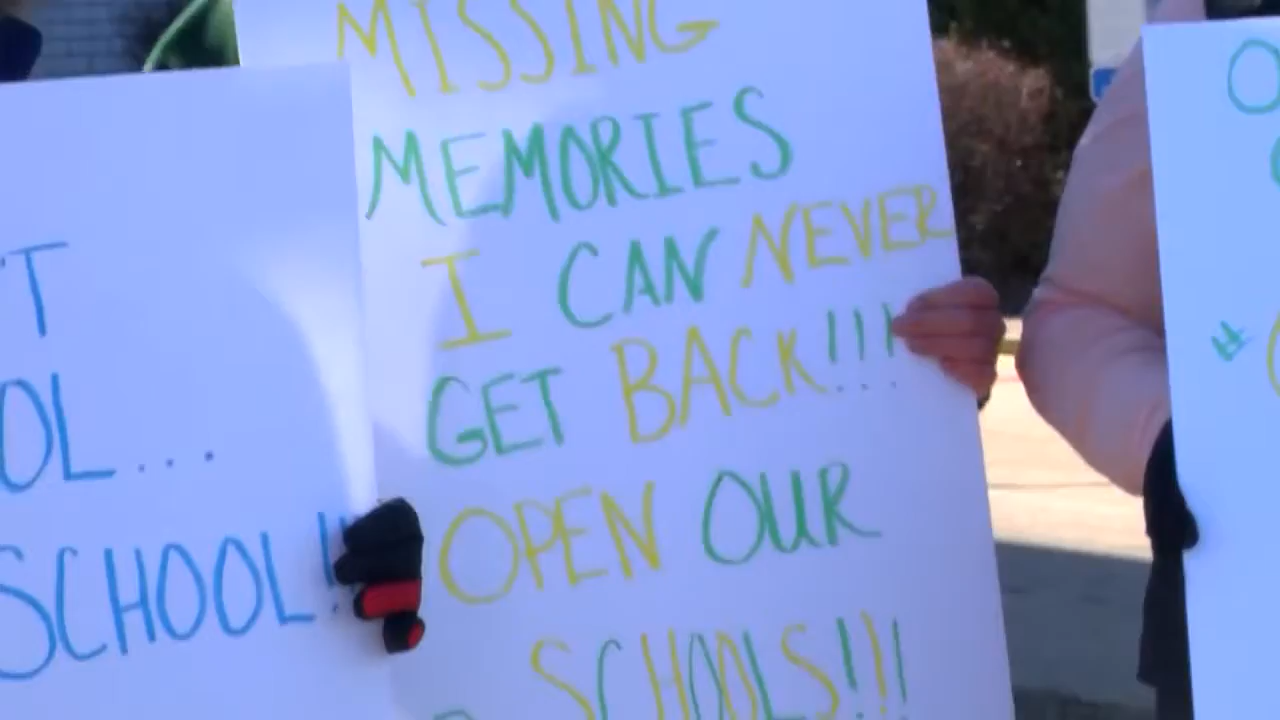 MISSING
MEMORIES
I CAN NEVER
GET BACK!!!
OPEN OUR
SCHOOLS!!!
'T
OL...
SCHOOL!!
O
#